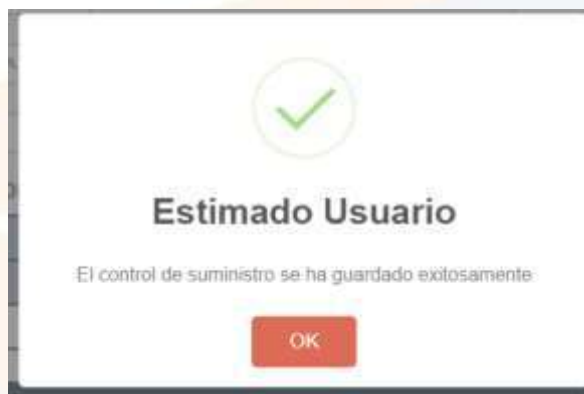 Estimado Usuario
El control de suministro se ha guardado exitosamente
OK